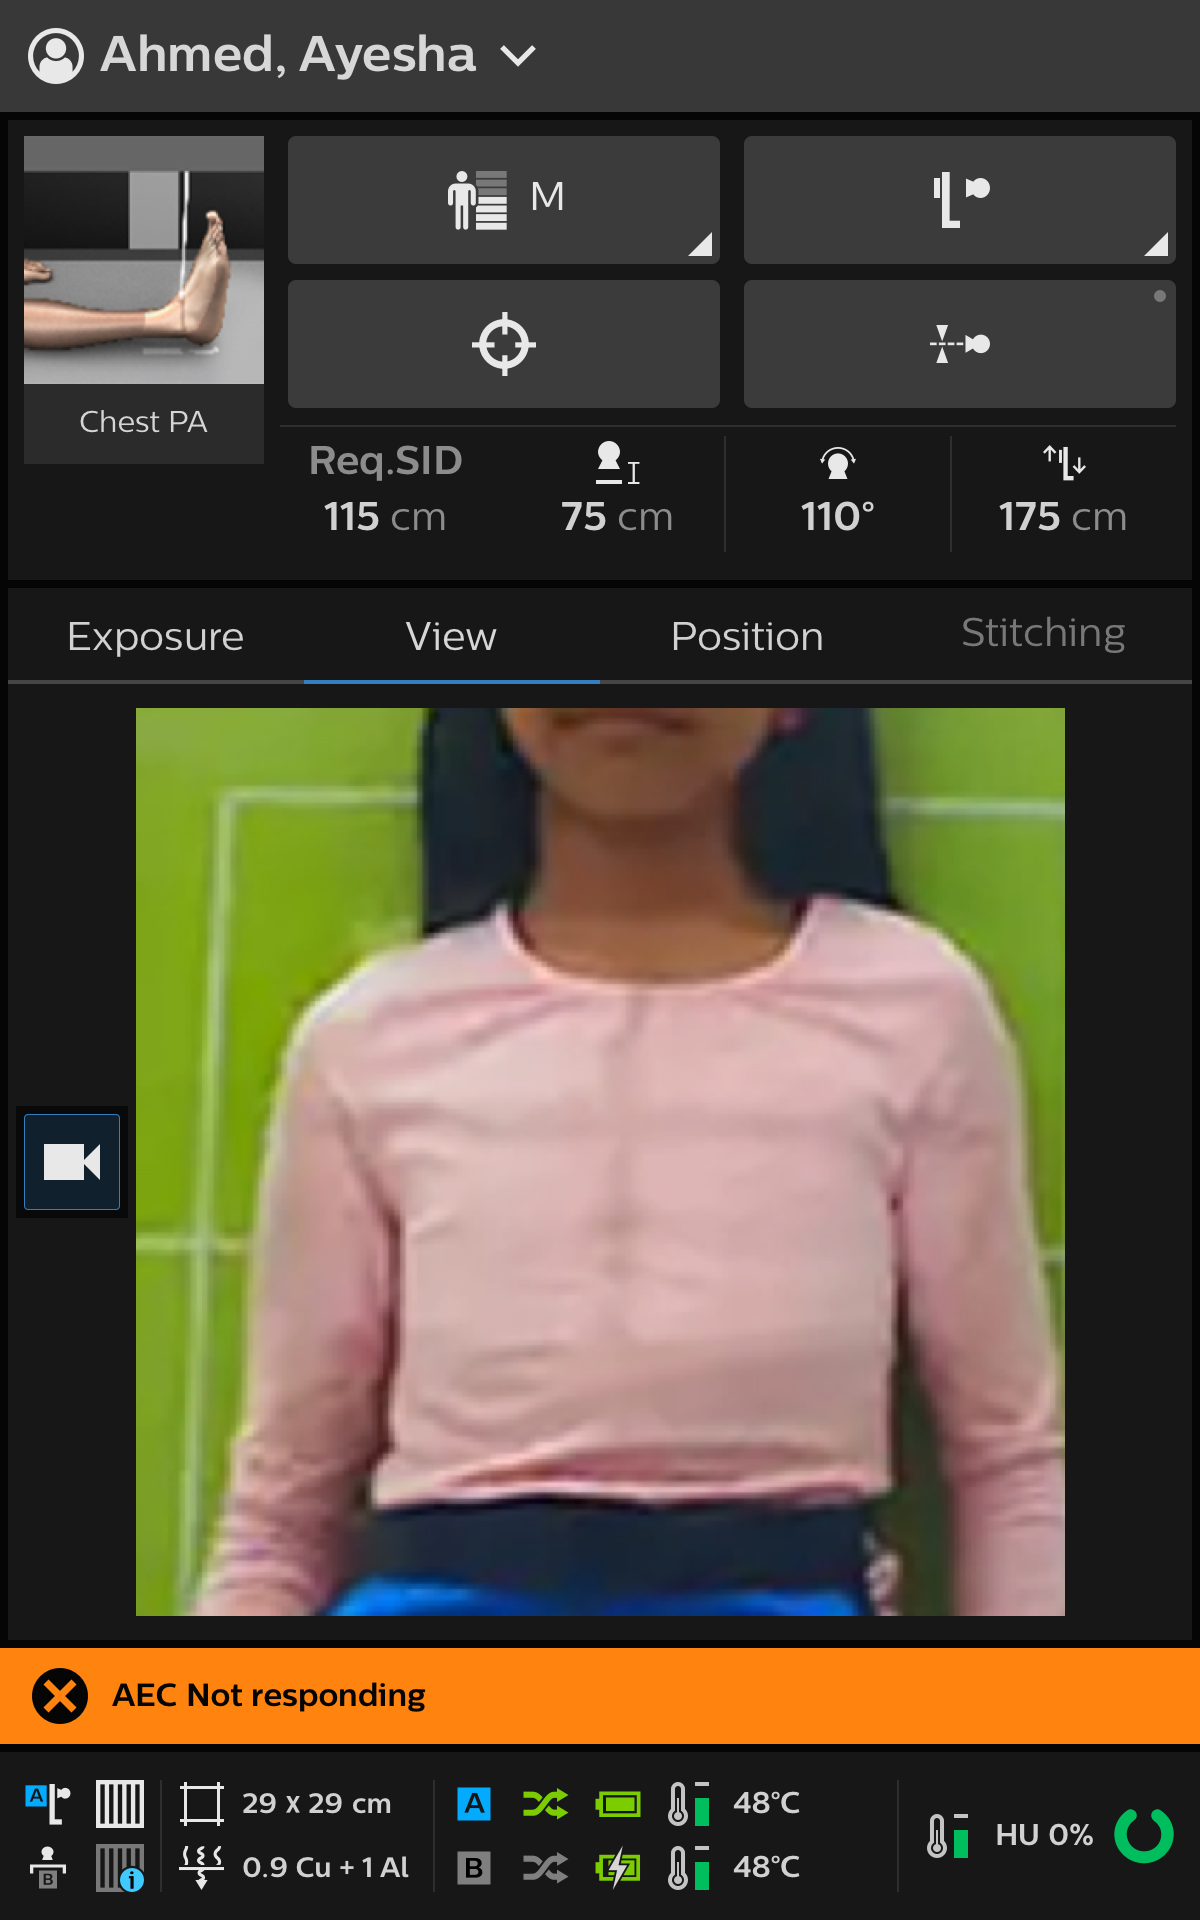 Ahmed, Ayesha
M
Chest PA
Req.SID
115 cm
75 cm
110°
175 cm
Exposure
View
Position
Stitching
AEC Not responding
A
29 x 29 cm
A
48°C
B
0.9 Cu + 1 Al
B
48°C
HU 0%